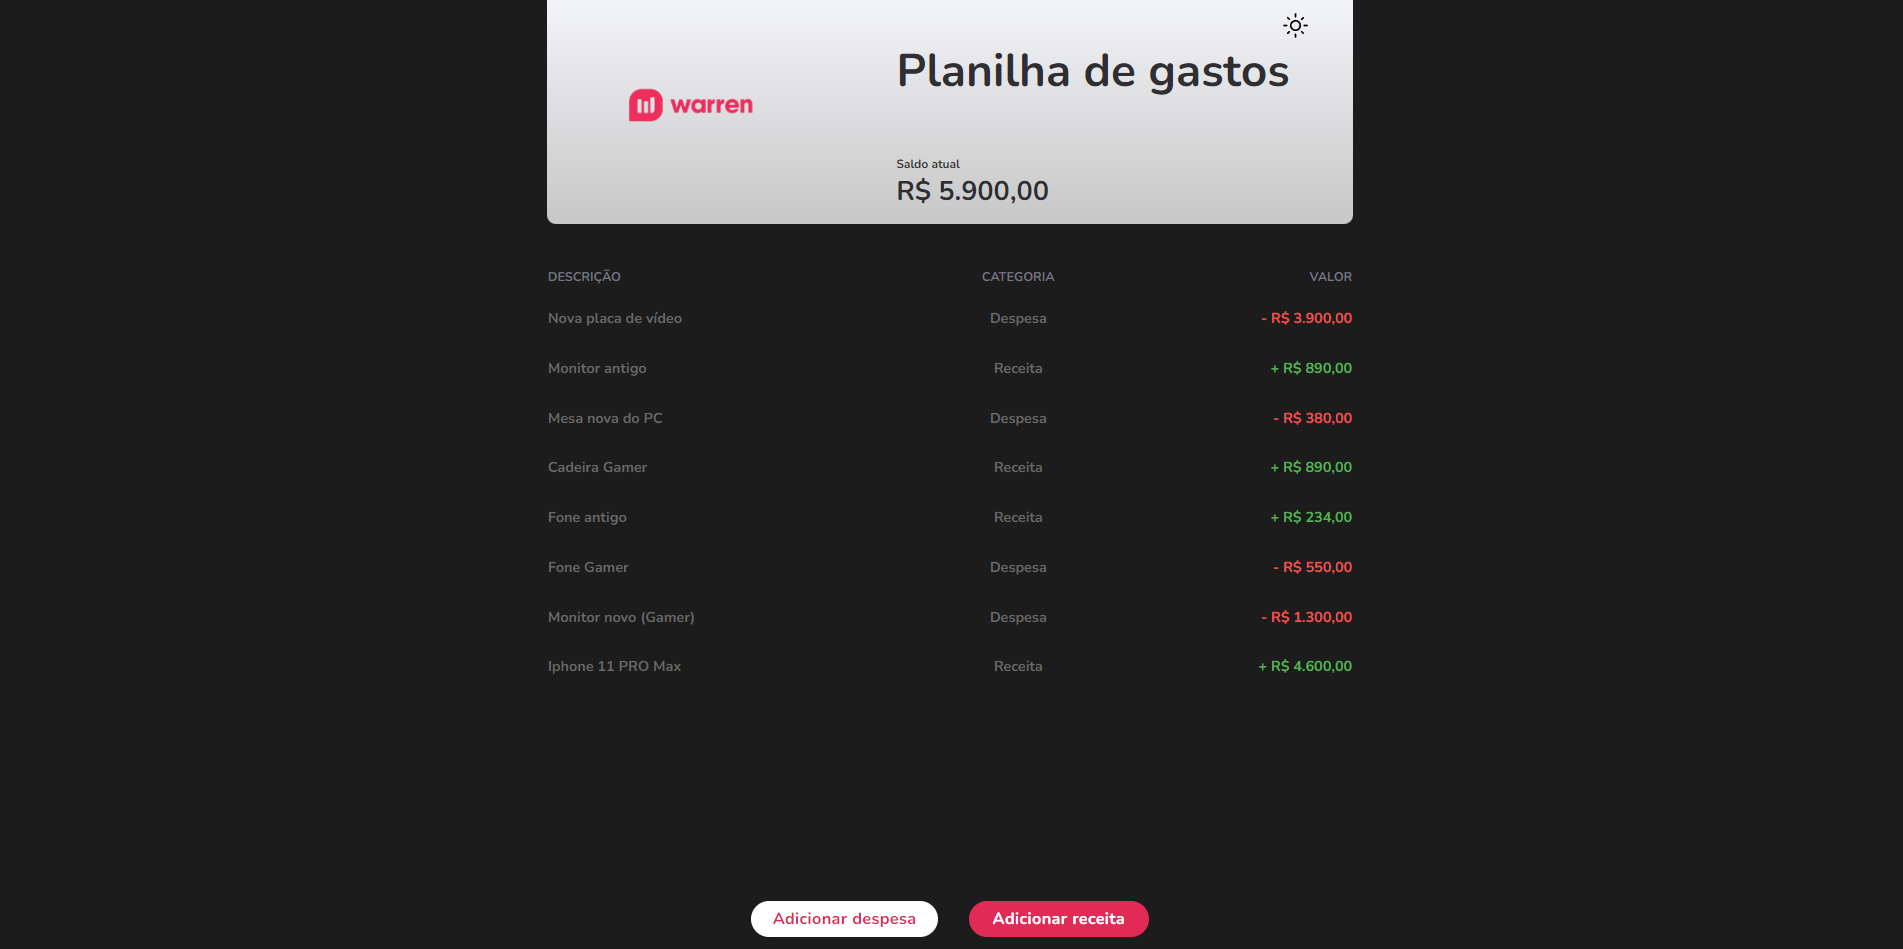 Planilha de gastos
warren
Saldo atual
R$ 5.900,00
DESCRIÇÃO CATEGORIA VALOR
Nova placa de vídeo Despesa - R$ 3.900,00
Monitor antigo Receita + R$ 890,00
Mesa nova do PC Despesa - R$ 380,00
Cadeira Gamer Receita + R$ 890,00
Fone antigo Receita + R$ 234,00
Fone Gamer Despesa - R$ 550,00
Monitor novo (Gamer) Despesa - R$ 1.300,00
Iphone 11 PRO Max Receita + R$ 4.600,00
Adicionar despesa Adicionar receita